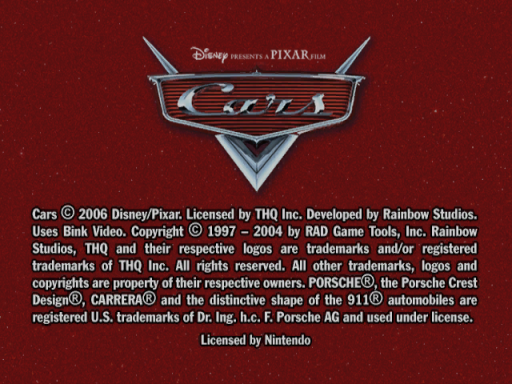 Disney PRESENTS A PIXAR FILM
Cars
Cars © 2006 Disney/Pixar. Licensed by THQ Inc. Developed by Rainbow Studios.
Uses Bink Video. Copyright © 1997 – 2004 by RAD Game Tools, Inc. Rainbow
Studios, THQ and their respective logos are trademarks and/or registered
trademarks of THQ Inc. All rights reserved. All other trademarks, logos and
copyrights are property of their respective owners. PORSCHE®, the Porsche Crest
Design®, CARRERA® and the distinctive shape of the 911® automobiles are
registered U.S. trademarks of Dr. Ing. h.c. F. Porsche AG and used under license.
Licensed by Nintendo